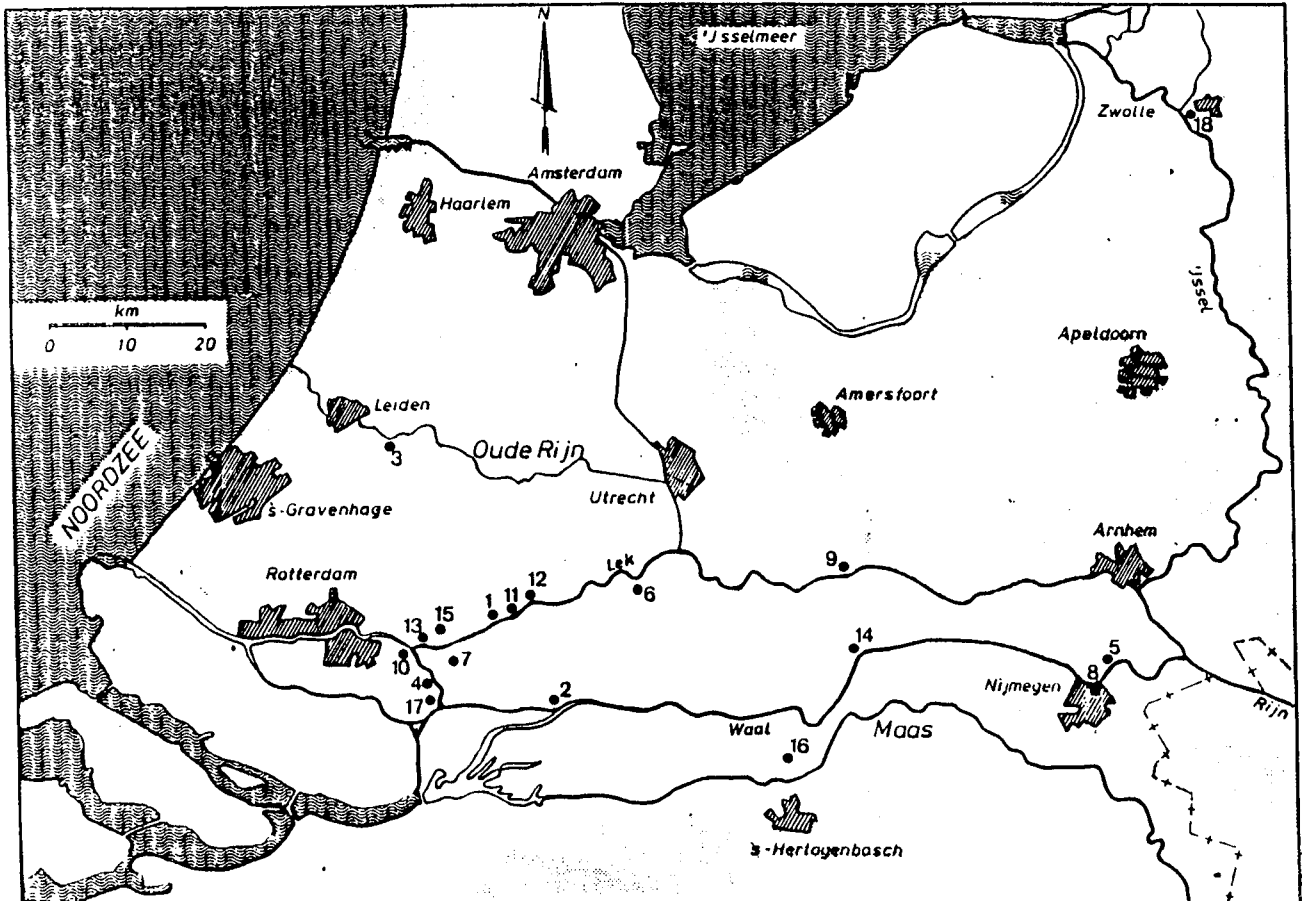 N
'IJsselmeer
Zwolle
18
Amsterdam
Haarlem
km
0 10 20
'Jssel
Apeldoorn
Leiden
Amersfoort
3
Oude Rijn
NOORDZEE
Utrecht
's-Gravenhage
Arnhem
Rotterdam
Lek
9
12
6
11
1
15
13
14
10
7
5
4
8
Nijmegen
17
2
Rijn
Waal
Maas
16
's-Hertogenbosch